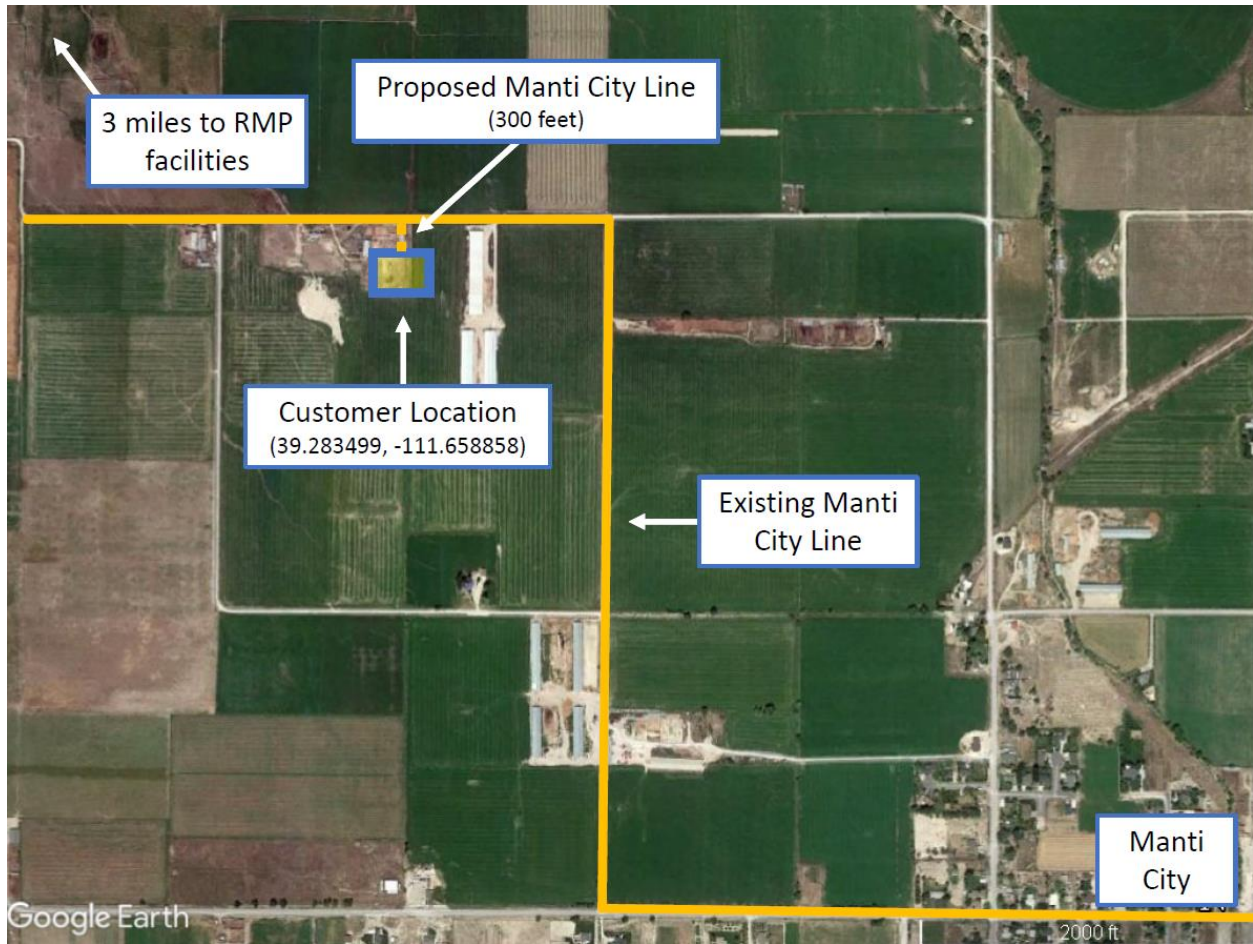 Proposed Manti City Line
(300 feet)
3 miles to RMP
facilities
Customer Location
(39.283499, -111.658858)
Existing Manti
City Line
Manti
City
Google Earth
2000 ft